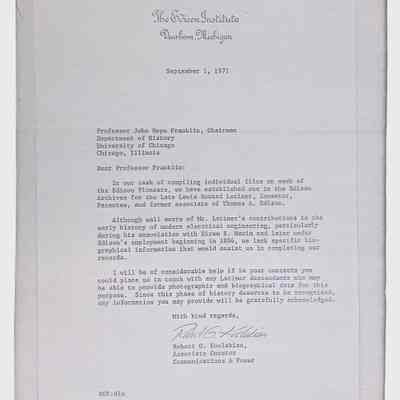 The Edison Institute
Dearborn, Michigan
September 1, 1971
Professor John Hope Franklin, Chairman
Department of History
University of Chicago
Chicago, Illinois
Dear Professor Franklin:
In our task of compiling individual files on each of
the Edison Pioneers, we have established one in the Edison
Archives for the late Lewis Howard Latimer, inventor,
Patentee, and former associate of Thomas A. Edison.
Although well aware of Mr. Latimer's contributions to the
early history of modern electrical engineering, particularly
during his association with Hiram S. Maxim and later under
Edison's employment beginning in 1884, we lack specific bio-
graphical information that would assist us in completing our
records.
It will be of considerable help if by your contacts you
could place us in touch with any Latimer descendants who may
be able to provide photographic and biographical data for this
purpose. Since this phase of history deserves to be recognized,
any information you may provide will be gratefully acknowledged.
With kind regards,
Robert G. Koolakian,
Associate Curator
Communications & Power
RGK: